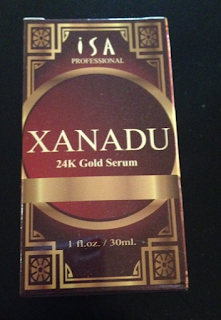 iSA
PROFESSIONAL
XANADU
24K Gold Serum
1 fl.oz. / 30ml.